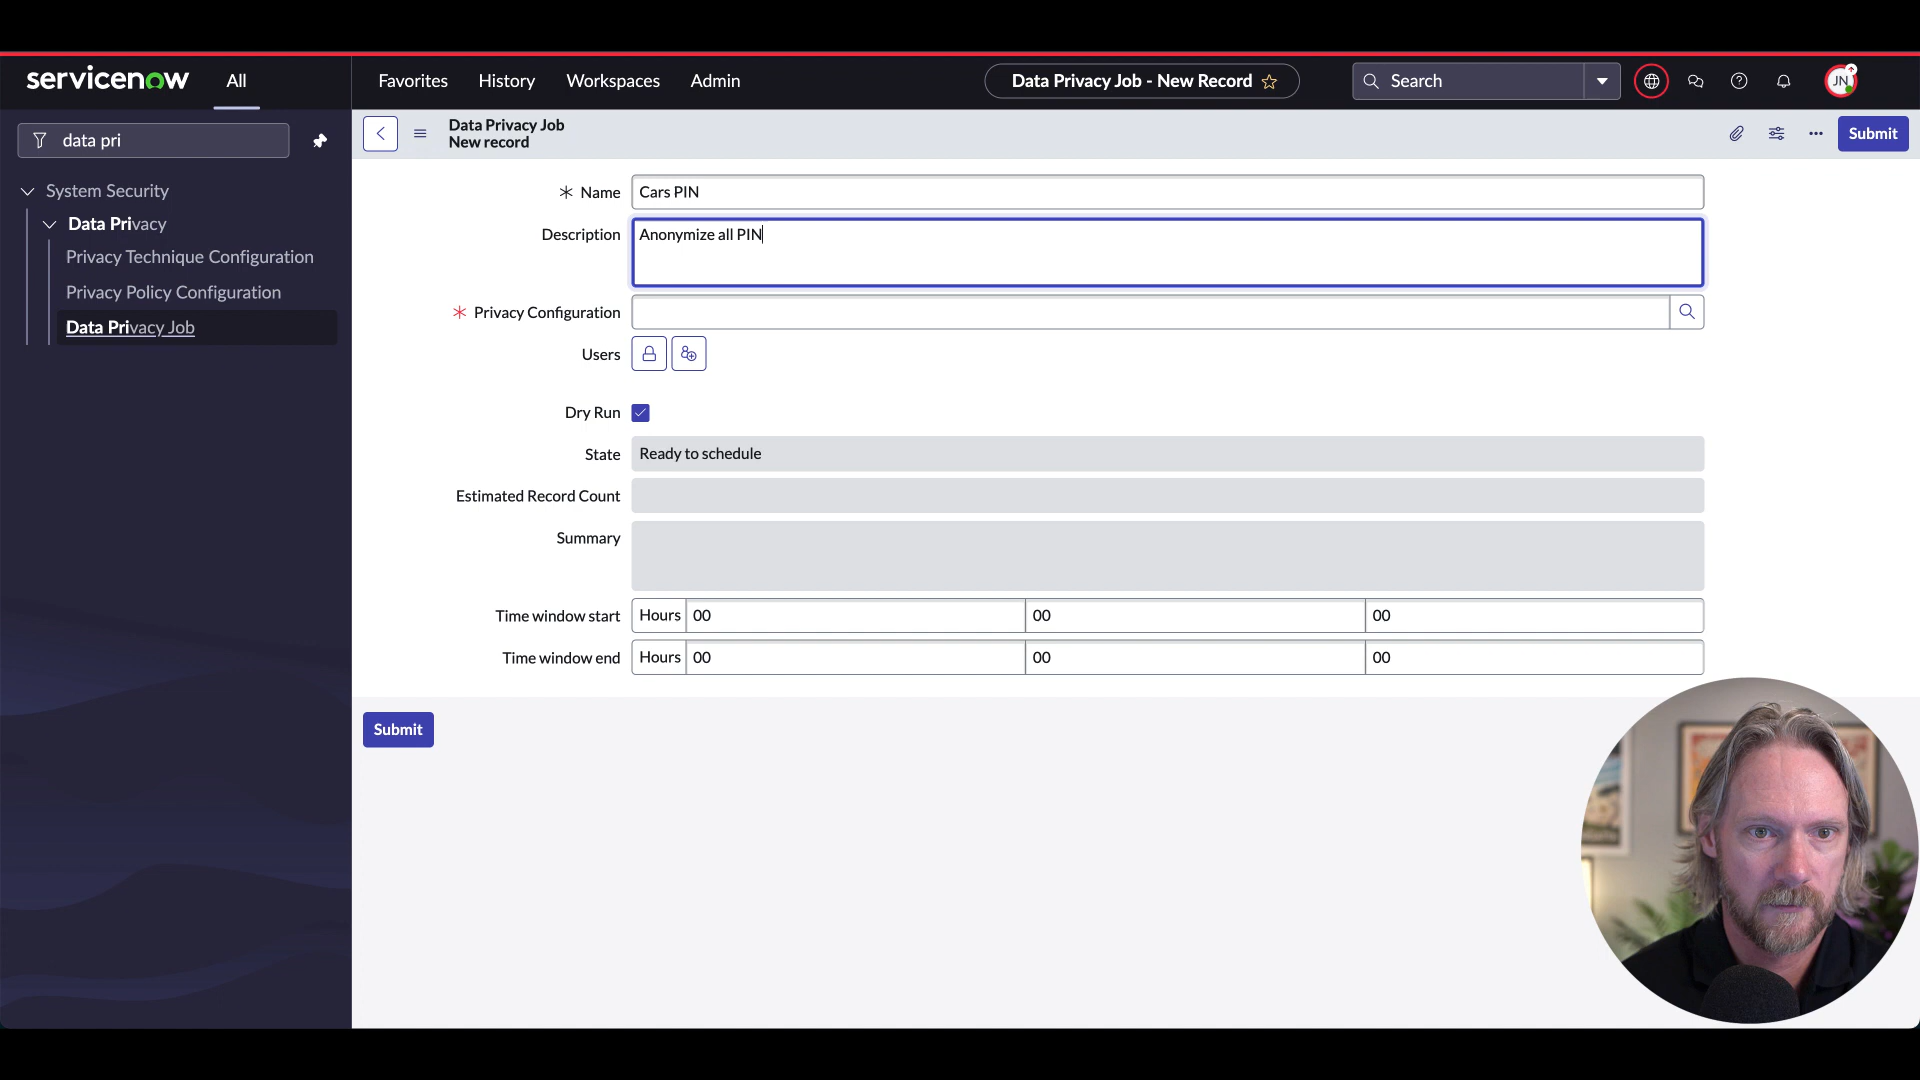 servicenow
All
Favorites
History
Workspaces
Admin
Data Privacy Job - New Record
Search
JN
data pri
System Security
Data Privacy
Privacy Technique Configuration
Privacy Policy Configuration
Data Privacy Job
Data Privacy Job
New record
Submit
Name
Cars PIN
Description
Anonymize all PIN
Privacy Configuration
Users
Dry Run
State
Ready to schedule
Estimated Record Count
Summary
Time window start
Hours 00 00 00
Time window end
Hours 00 00 00
Submit